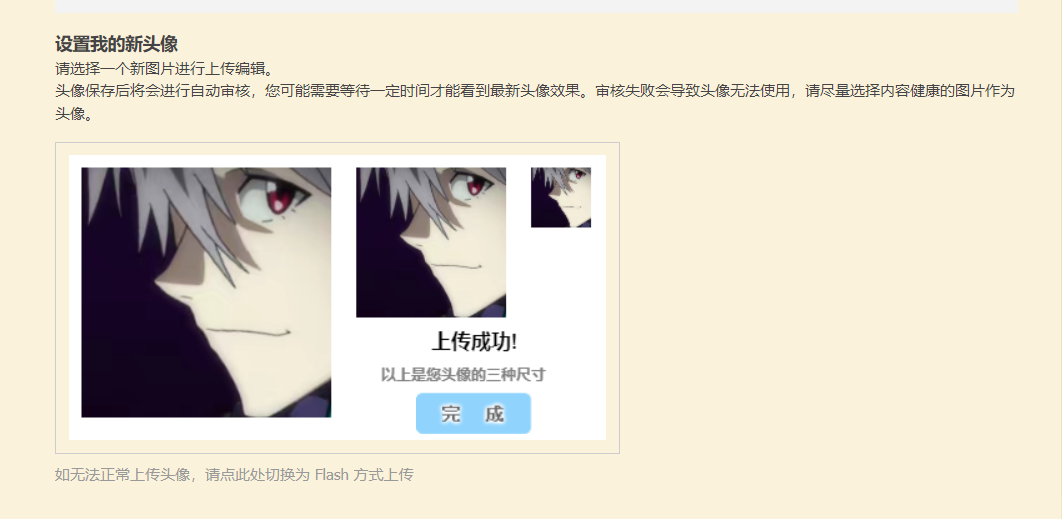 设置我的新头像
请选择一个新图片进行上传编辑。
头像保存后将会进行自动审核，您可能需要等待一定时间才能看到最新头像效果。审核失败会导致头像无法使用，请尽量选择内容健康的图片作为
头像。
上传成功!
以上是您头像的三种尺寸
完 成
如无法正常上传头像，请点此处切换为 Flash 方式上传